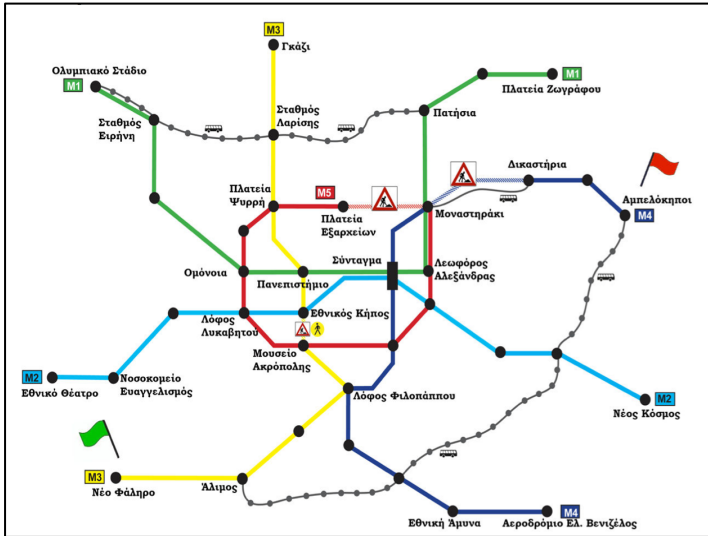 M3
Γκάζι
Ολυμπιακό Στάδιο
M1
M1
Πλατεία Ζωγράφου
Σταθμός
Λαρίσης
Πατήσια
Σταθμός
Ειρήνη
Δικαστήρια
Πλατεία
Ψυρρή
M5
Πλατεία
Εξαρχείων
Μοναστηράκι
Αμπελόκηποι
M4
Ομόνοια
Πανεπιστήμιο
Σύνταγμα
Λεωφόρος
Αλεξάνδρας
Λόφος
Λυκαβητού
Εθνικός Κήπος
Μουσείο
Ακρόπολης
M2
Εθνικό Θέατρο
Νοσοκομείο
Ευαγγελισμός
Λόφος Φιλοπάππου
M2
Νέος Κόσμος
M3
Νέο Φάληρο
Άλιμος
Εθνική Άμυνα
M4
Αεροδρόμιο Ελ. Βενιζέλος